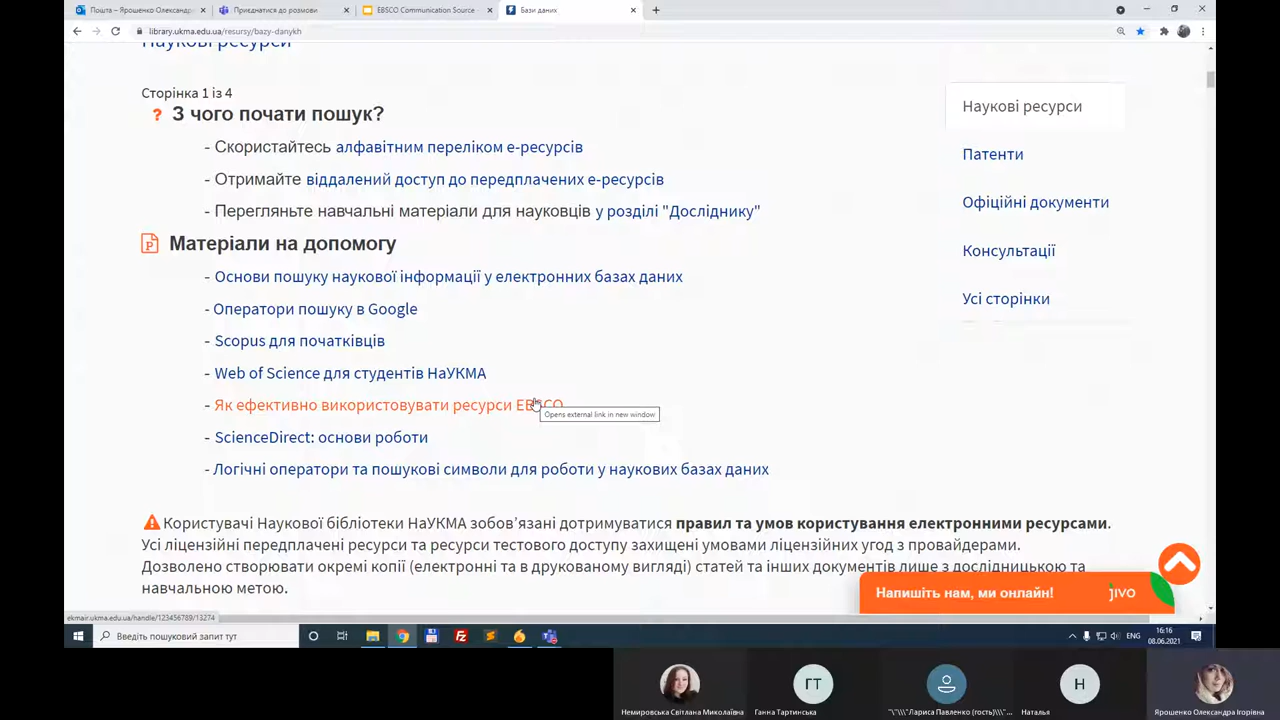 Пошта – Ярошенко Олександр
Приєднатися до розмови
EBSCO Communication Source -
Бази даних
library.ukma.edu.ua/resursy/bazy-danykh
Наукові ресурси
Сторінка 1 із 4
? З чого почати пошук?
- Скористайтесь алфавітним переліком е-ресурсів
- Отримайте віддалений доступ до передплачених е-ресурсів
- Перегляньте навчальні матеріали для науковців у розділі "Досліднику"
Матеріали на допомогу
- Основи пошуку наукової інформації у електронних базах даних
- Оператори пошуку в Google
- Scopus для початківців
- Web of Science для студентів НаУКМА
- Як ефективно використовувати ресурси EBSCO
Opens external link in new window
- ScienceDirect: основи роботи
- Логічні оператори та пошукові символи для роботи у наукових базах даних
Користувачі Наукової бібліотеки НаУКМА зобов’язані дотримуватися правил та умов користування електронними ресурсами.
Усі ліцензійні передплачені ресурси та ресурси тестового доступу захищені умовами ліцензійних угод з провайдерами.
Дозволено створювати окремі копії (електронні та в друкованому вигляді) статей та інших документів лише з дослідницькою та
навчальною метою.
Наукові ресурси
Патенти
Офіційні документи
Консультації
Усі сторінки
Напишіть нам, ми онлайн! jivo
ekmair.ukma.edu.ua/handle/123456789/13274
Введіть пошуковий запит тут
ENG
16:16
08.06.2021
Немировська Світлана Миколаївна
ГТ
Ганна Тартинська
"\"\\\"Лариса Павленко (гость)\\\"...
Н
Наталья
Ярошенко Олександра Ігорівна